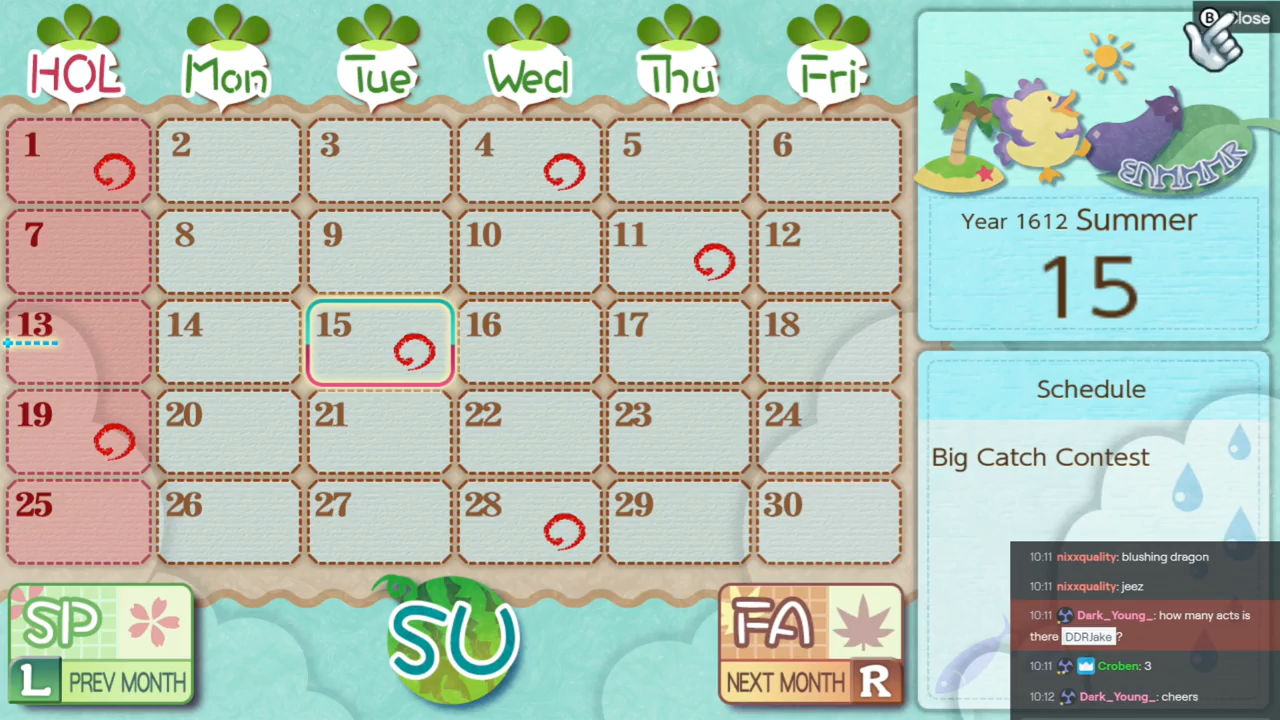 HOL Mon Tue Wed Thu Fri
B Close
1 2 3 4 5 6
7 8 9 10 11 12
13 14 15 16 17 18
19 20 21 22 23 24
25 26 27 28 29 30
SP
L PREV MONTH
SU
FA
NEXT MONTH R
Year 1612 Summer
15
Schedule
Big Catch Contest
10:11 nixxquality: blushing dragon
10:11 nixxquality: jeez
10:11 Dark_Young_: how many acts is
there DDRJake ?
10:11 Croben: 3
10:12 Dark_Young_: cheers